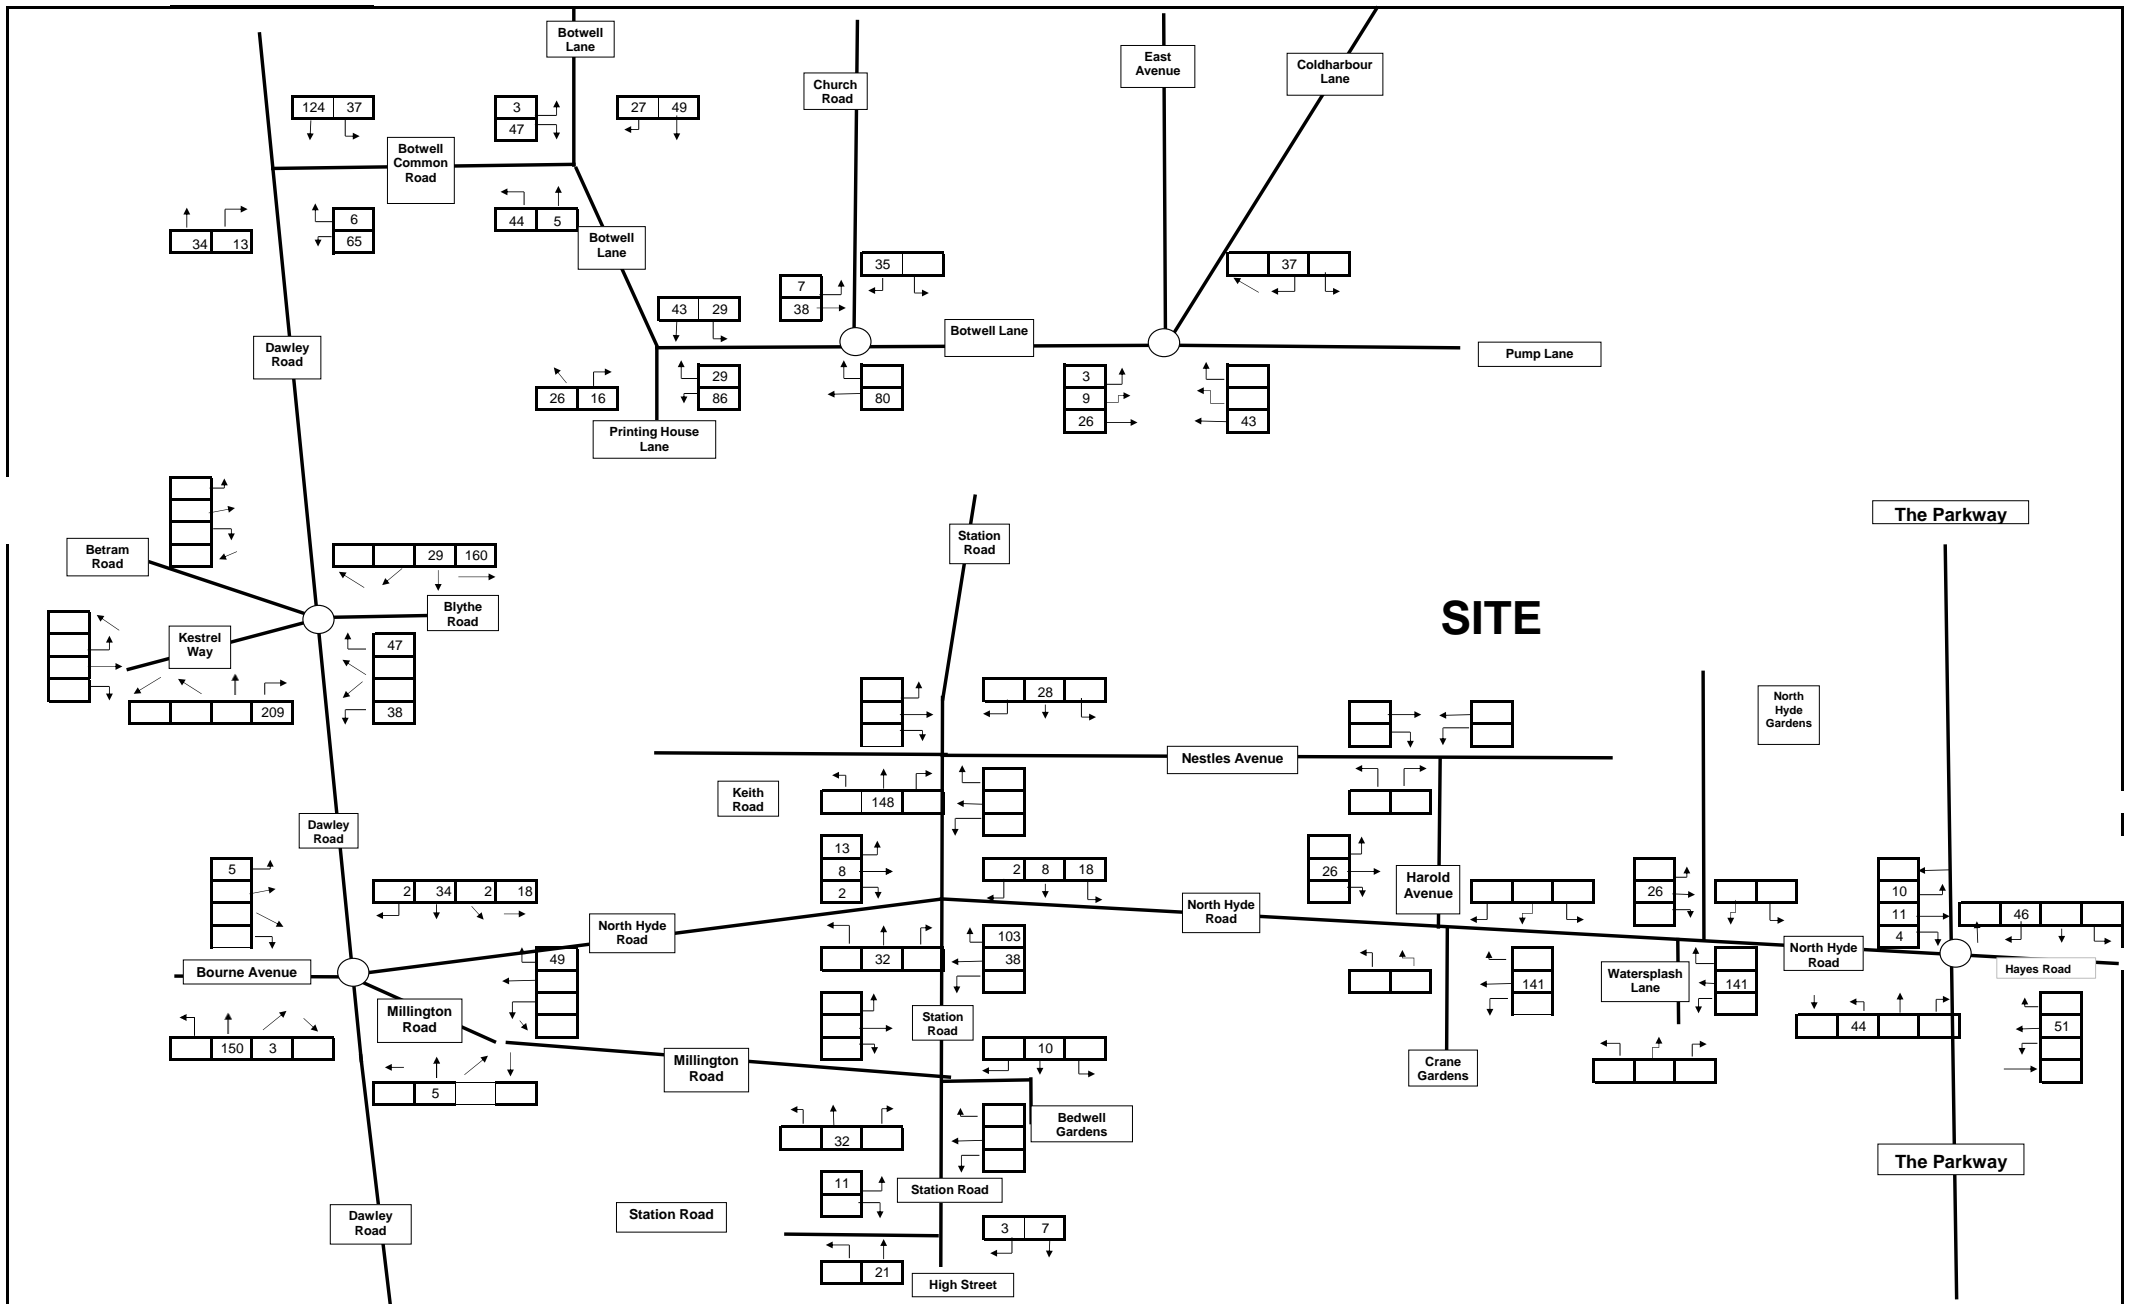 Botwell
Lane
East
Avenue
Coldharbour
Lane
Church
Road
124 37
3
47
27 49
Botwell
Common
Road
34 13
6
65
44 5
Botwell
Lane
35
37
7
38
43 29
Botwell Lane
Dawley
Road
Pump Lane
26 16
29
86
80
3
9
26
43
Printing House
Lane
The Parkway
Station
Road
Betram
Road
29 160
Blythe
Road
SITE
Kestrel
Way
47
38
209
28
North
Hyde
Gardens
Nestles Avenue
Keith
Road
148
Dawley
Road
13
8
2
5
2 34 2 18
2 8 18
26
Harold
Avenue
26
10
11
4
46
North Hyde
Road
North Hyde
Road
103
38
32
49
North Hyde
Road
Hayes Road
Bourne Avenue
Watersplash
Lane
141
141
Millington
Road
Station
Road
44
51
150 3
10
Millington
Road
Crane
Gardens
5
Bedwell
Gardens
32
The Parkway
11
Station Road
Dawley
Road
Station Road
3 7
21
High Street